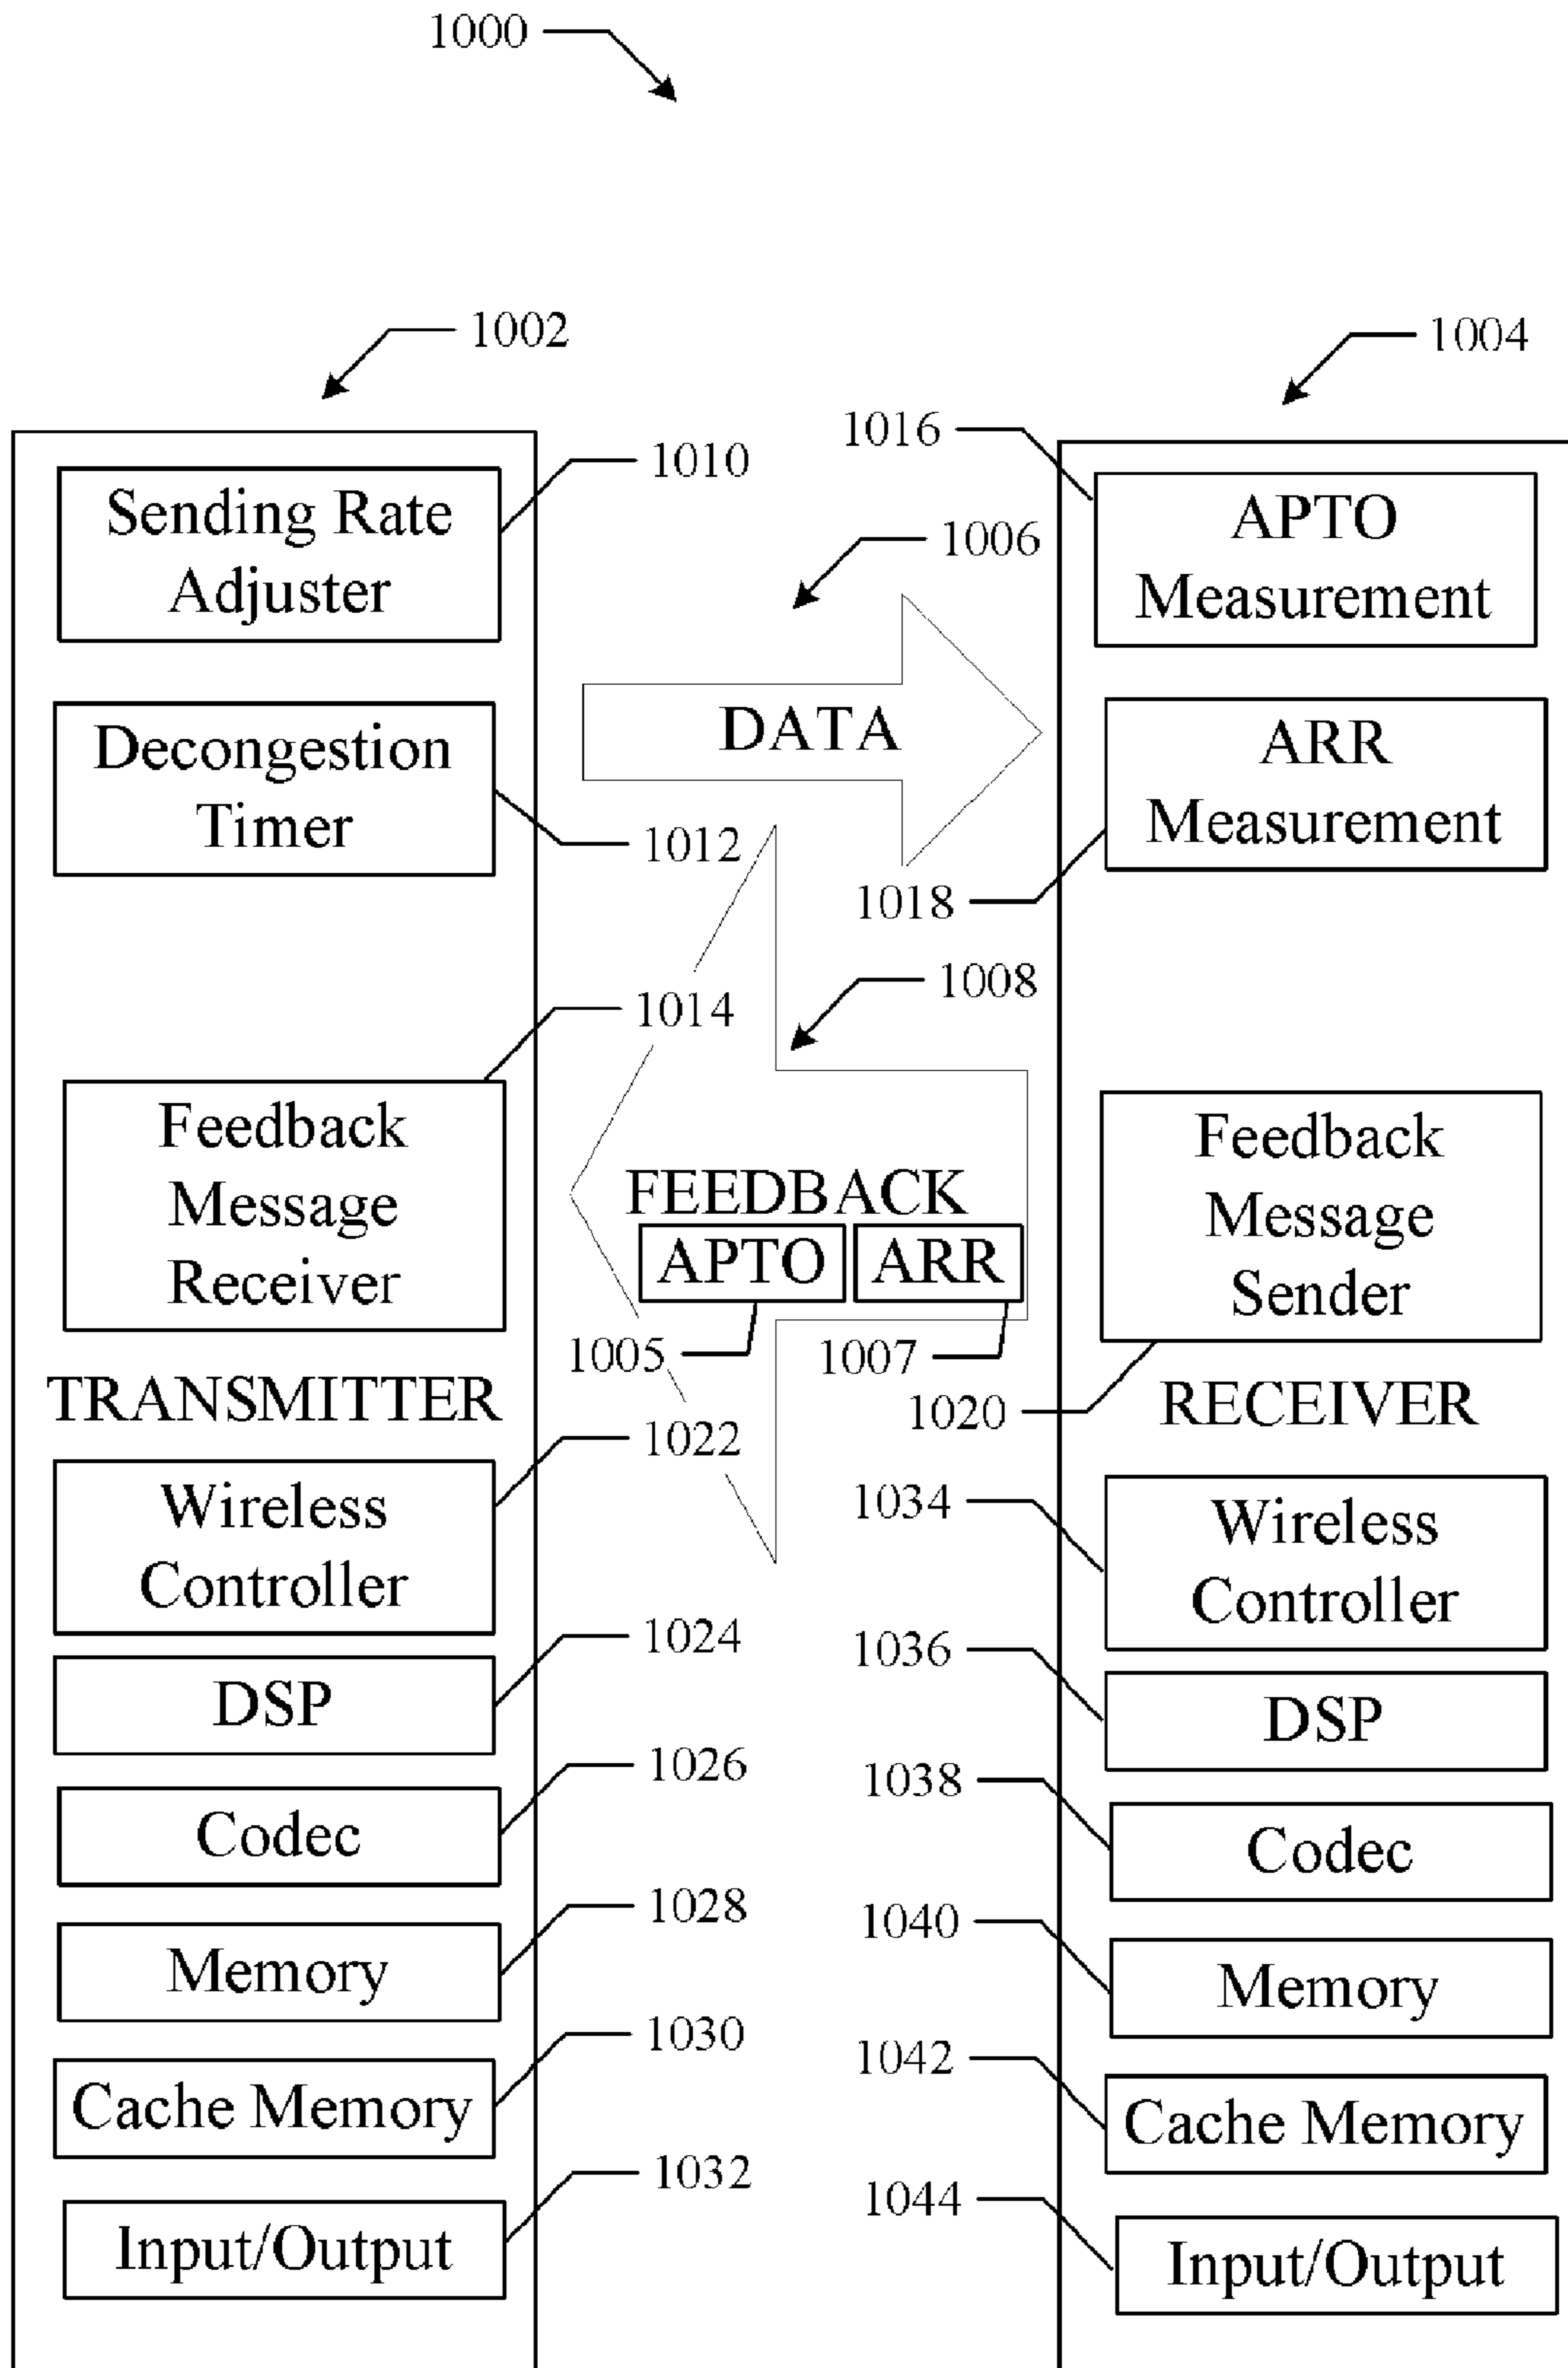 1000
1002
1004
1016
1010
Sending Rate
Adjuster
APTO
Measurement
1006
DATA
Decongestion
Timer
ARR
Measurement
1012
1018
1008
1014
Feedback
Message
Receiver
Feedback
Message
Sender
FEEDBACK
APTO
ARR
1005
1007
TRANSMITTER
1020
RECEIVER
1022
Wireless
Controller
1034
Wireless
Controller
1024
1036
DSP
DSP
1026
1038
Codec
Codec
1028
1040
Memory
Memory
1030
1042
Cache Memory
Cache Memory
1032
1044
Input/Output
Input/Output